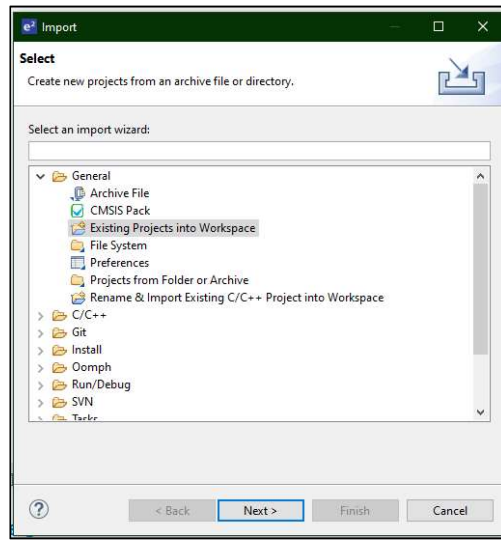 e² Import
Select
Create new projects from an archive file or directory.
Select an import wizard:
General
Archive File
CMSIS Pack
Existing Projects into Workspace
File System
Preferences
Projects from Folder or Archive
Rename & Import Existing C/C++ Project into Workspace
C/C++
Git
Install
Oomph
Run/Debug
SVN
Tasks
? < Back Next > Finish Cancel